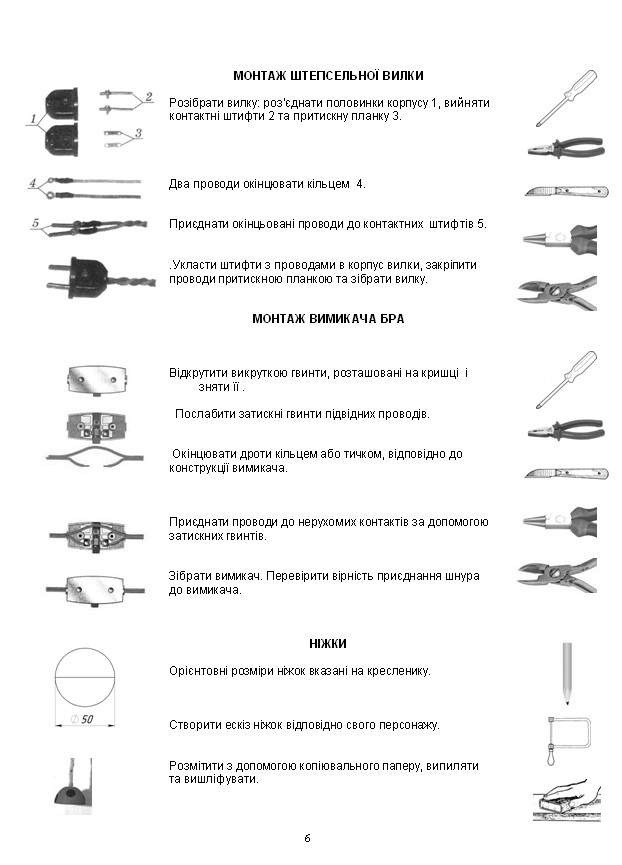 МОНТАЖ ШТЕПСЕЛЬНОЇ ВИЛКИ
Розібрати вилку: роз'єднати половинки корпусу 1, вийняти
контактні штифти 2 та притискну планку 3.
1
2
3
Два проводи окінцювати кільцем 4.
4
Приєднати окінцьовані проводи до контактних штифтів 5.
5
.Укласти штифти з проводами в корпус вилки, закріпити
проводи притискною планкою та зібрати вилку.
МОНТАЖ ВИМИКАЧА БРА
Відкрутити викруткою гвинти, розташовані на кришці і
зняти її .
Послабити затискні гвинти підвідних проводів.
Окінцювати дроти кільцем або тичком, відповідно до
конструкції вимикача.
Приєднати проводи до нерухомих контактів за допомогою
затискних гвинтів.
Зібрати вимикач. Перевірити вірність приєднання шнура
до вимикача.
НІЖКИ
Орієнтовні розміри ніжок вказані на кресленику.
∅ 50
Створити ескіз ніжок відповідно свого персонажу.
Розмітити з допомогою копіювального паперу, випиляти
та вишліфувати.
6